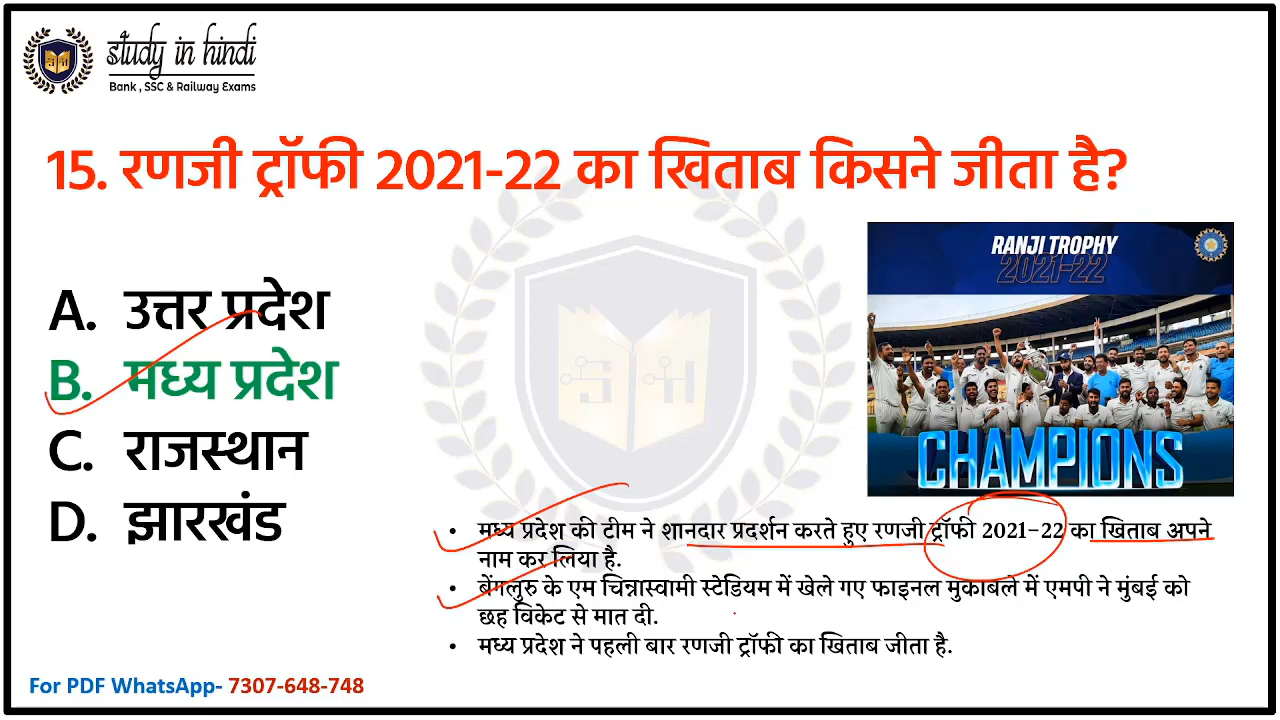 study in hindi
Bank , SSC & Railway Exams
15. रणजी ट्रॉफी 2021-22 का खिताब किसने जीता है?
RANJI TROPHY
2021-22
A. उत्तर प्रदेश
B. मध्य प्रदेश
C. राजस्थान
D. झारखंड
CHAMPIONS
SH
• मध्य प्रदेश की टीम ने शानदार प्रदर्शन करते हुए रणजी ट्रॉफी 2021-22 का खिताब अपने
नाम कर लिया है.
• बेंगलुरु के एम चिन्नास्वामी स्टेडियम में खेले गए फाइनल मुकाबले में एमपी ने मुंबई को
छह विकेट से मात दी.
• मध्य प्रदेश ने पहली बार रणजी ट्रॉफी का खिताब जीता है.
For PDF WhatsApp- 7307-648-748